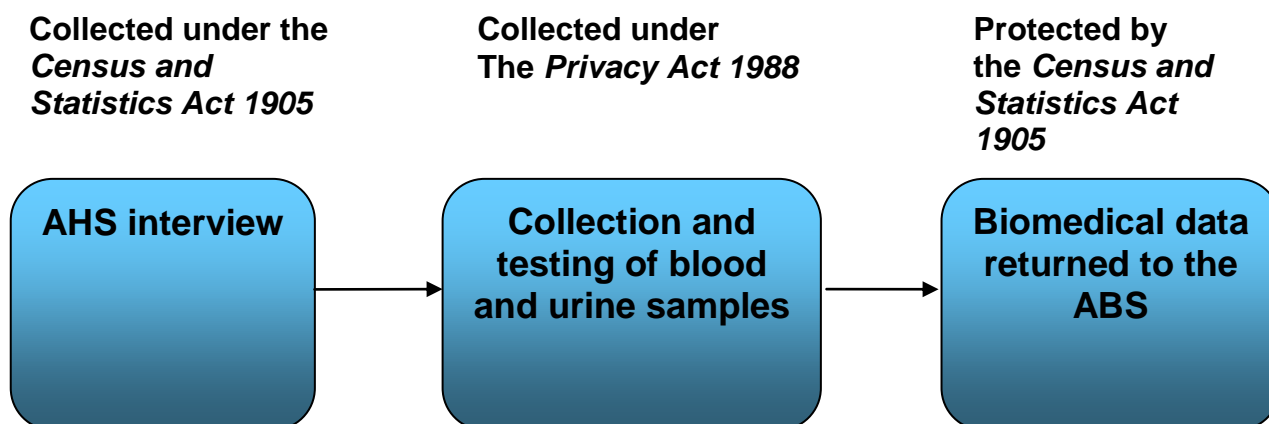 Collected under the
Census and
Statistics Act 1905
Collected under
The Privacy Act 1988
Protected by
the Census and
Statistics Act
1905
AHS interview
Collection and
testing of blood
and urine samples
Biomedical data
returned to the
ABS